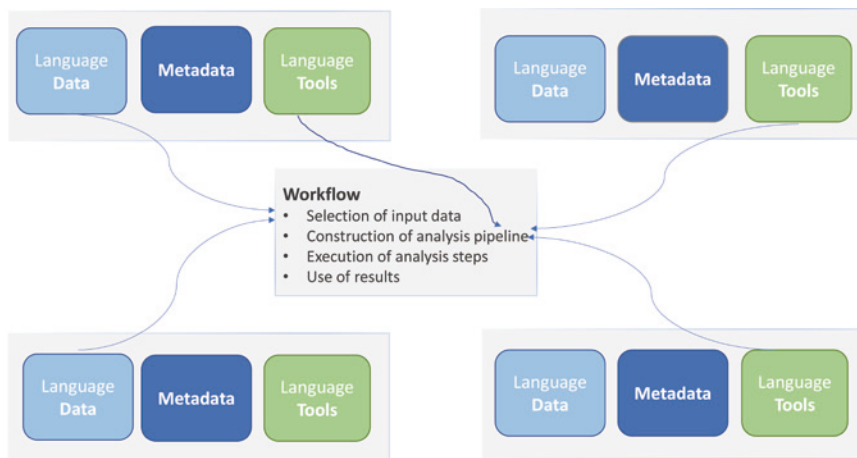 Language
Data
Metadata
Language
Tools
Language
Data
Metadata
Language
Tools
Workflow
• Selection of input data
• Construction of analysis pipeline
• Execution of analysis steps
• Use of results
Language
Data
Metadata
Language
Tools
Language
Data
Metadata
Language
Tools